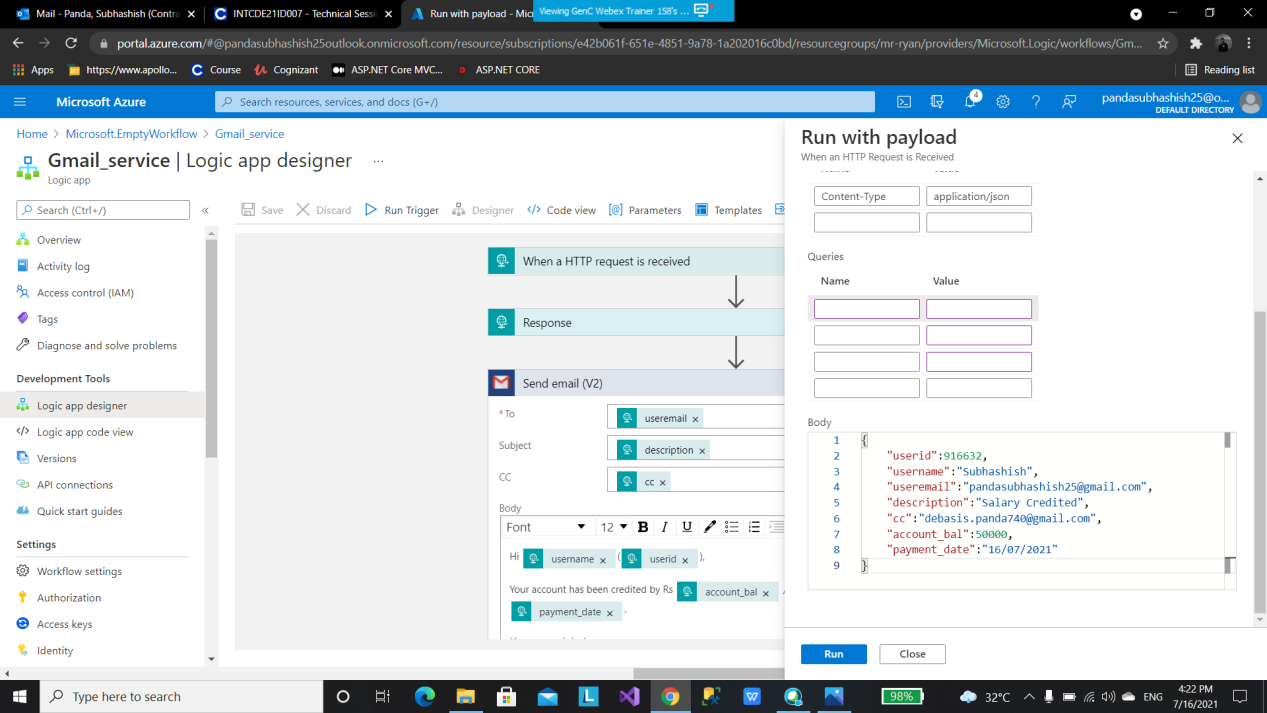 Mail - Panda, Subhashish (Contra
INTCDE21ID007 - Technical Sessi
Run with payload - Mic
Viewing GenC Webex Trainer 158's ...
portal.azure.com/#@pandasubhashish25outlook.onmicrosoft.com/resource/subscriptions/e42b061f-651e-4851-9a78-1a202016c0bd/resourcegroups/mr-ryan/providers/Microsoft.Logic/workflows/Gm...
Apps
https://www.apollo...
Course
Cognizant
ASP.NET Core MVC...
ASP.NET CORE
Reading list
Microsoft Azure
Search resources, services, and docs (G+/)
4
pandasubhashish25@o...
DEFAULT DIRECTORY
Home > Microsoft.EmptyWorkflow > Gmail_service
Gmail_service | Logic app designer ...
Logic app
Search (Ctrl+/)
«
Overview
Activity log
Access control (IAM)
Tags
Diagnose and solve problems
Development Tools
Logic app designer
Logic app code view
Versions
API connections
Quick start guides
Settings
Workflow settings
Authorization
Access keys
Identity
Save
Discard
Run Trigger
Designer
Code view
Parameters
Templates
When a HTTP request is received
Response
Send email (V2)
* To
useremail ×
Subject
description ×
CC
cc ×
Body
Font
12
B I U
Hi username × ( userid × ),
Your account has been credited by Rs account_bal ×
payment_date × .
Run with payload
When an HTTP Request is Received
Name Value
Content-Type application/json
Queries
Name Value
Body
1 {
2 "userid":916632,
3 "username":"Subhashish",
4 "useremail":"pandasubhashish25@gmail.com",
5 "description":"Salary Credited",
6 "cc":"debasis.panda740@gmail.com",
7 "account_bal":50000,
8 "payment_date":"16/07/2021"
9 }
Run
Close
Type here to search
98%
32°C
ENG
4:22 PM
7/16/2021